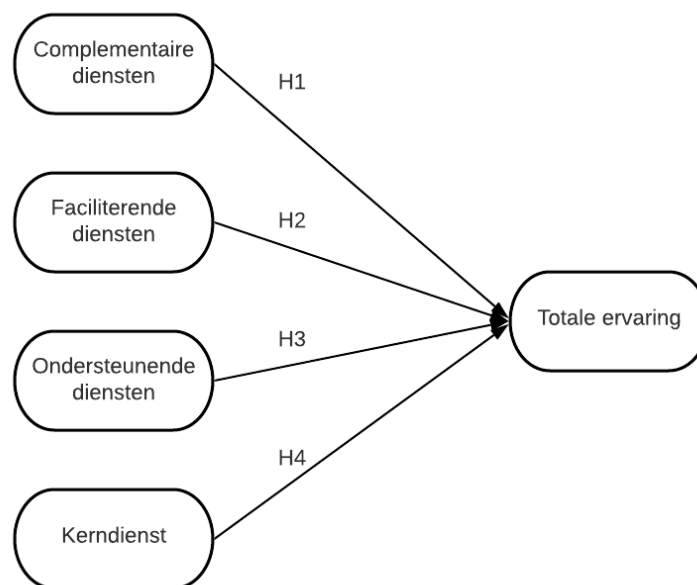 Complementaire
diensten
H1
Faciliterende
diensten
H2
Totale ervaring
H3
Ondersteunende
diensten
H4
Kerndienst